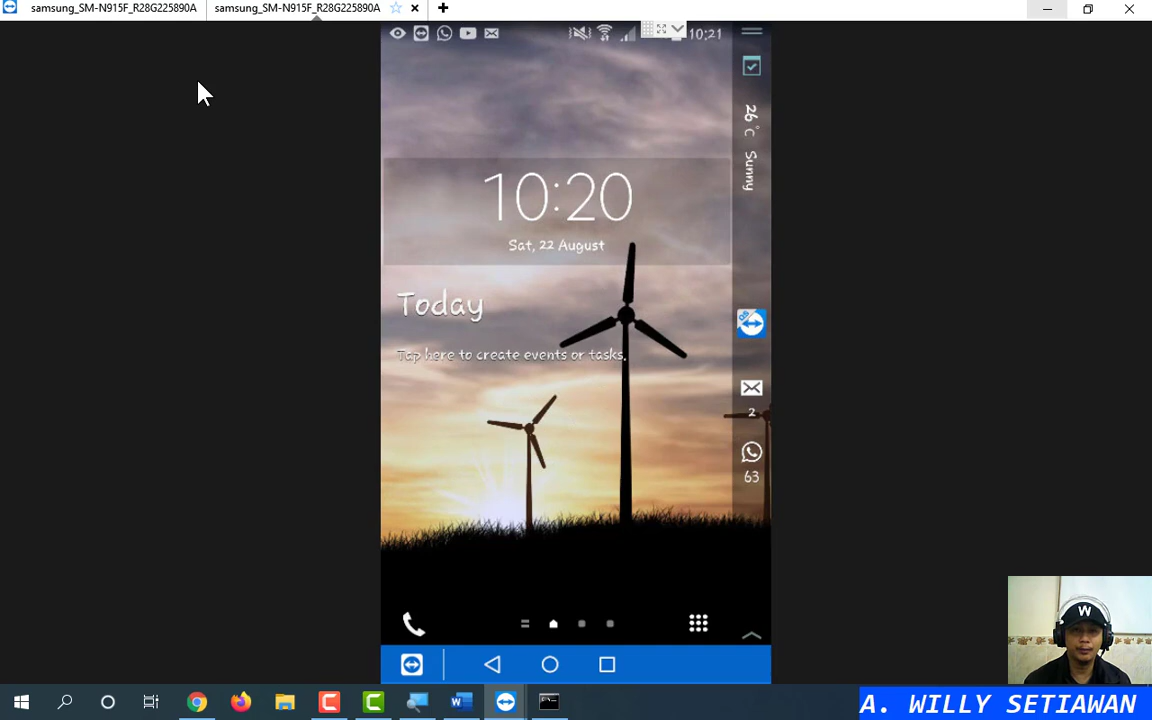 samsung_SM-N915F_R28G225890A
samsung_SM-N915F_R28G225890A
10:21
26°C Sunny
10:20
Sat, 22 August
Today
Tap here to create events or tasks.
2
63
W
A. WILLY SETIAWAN